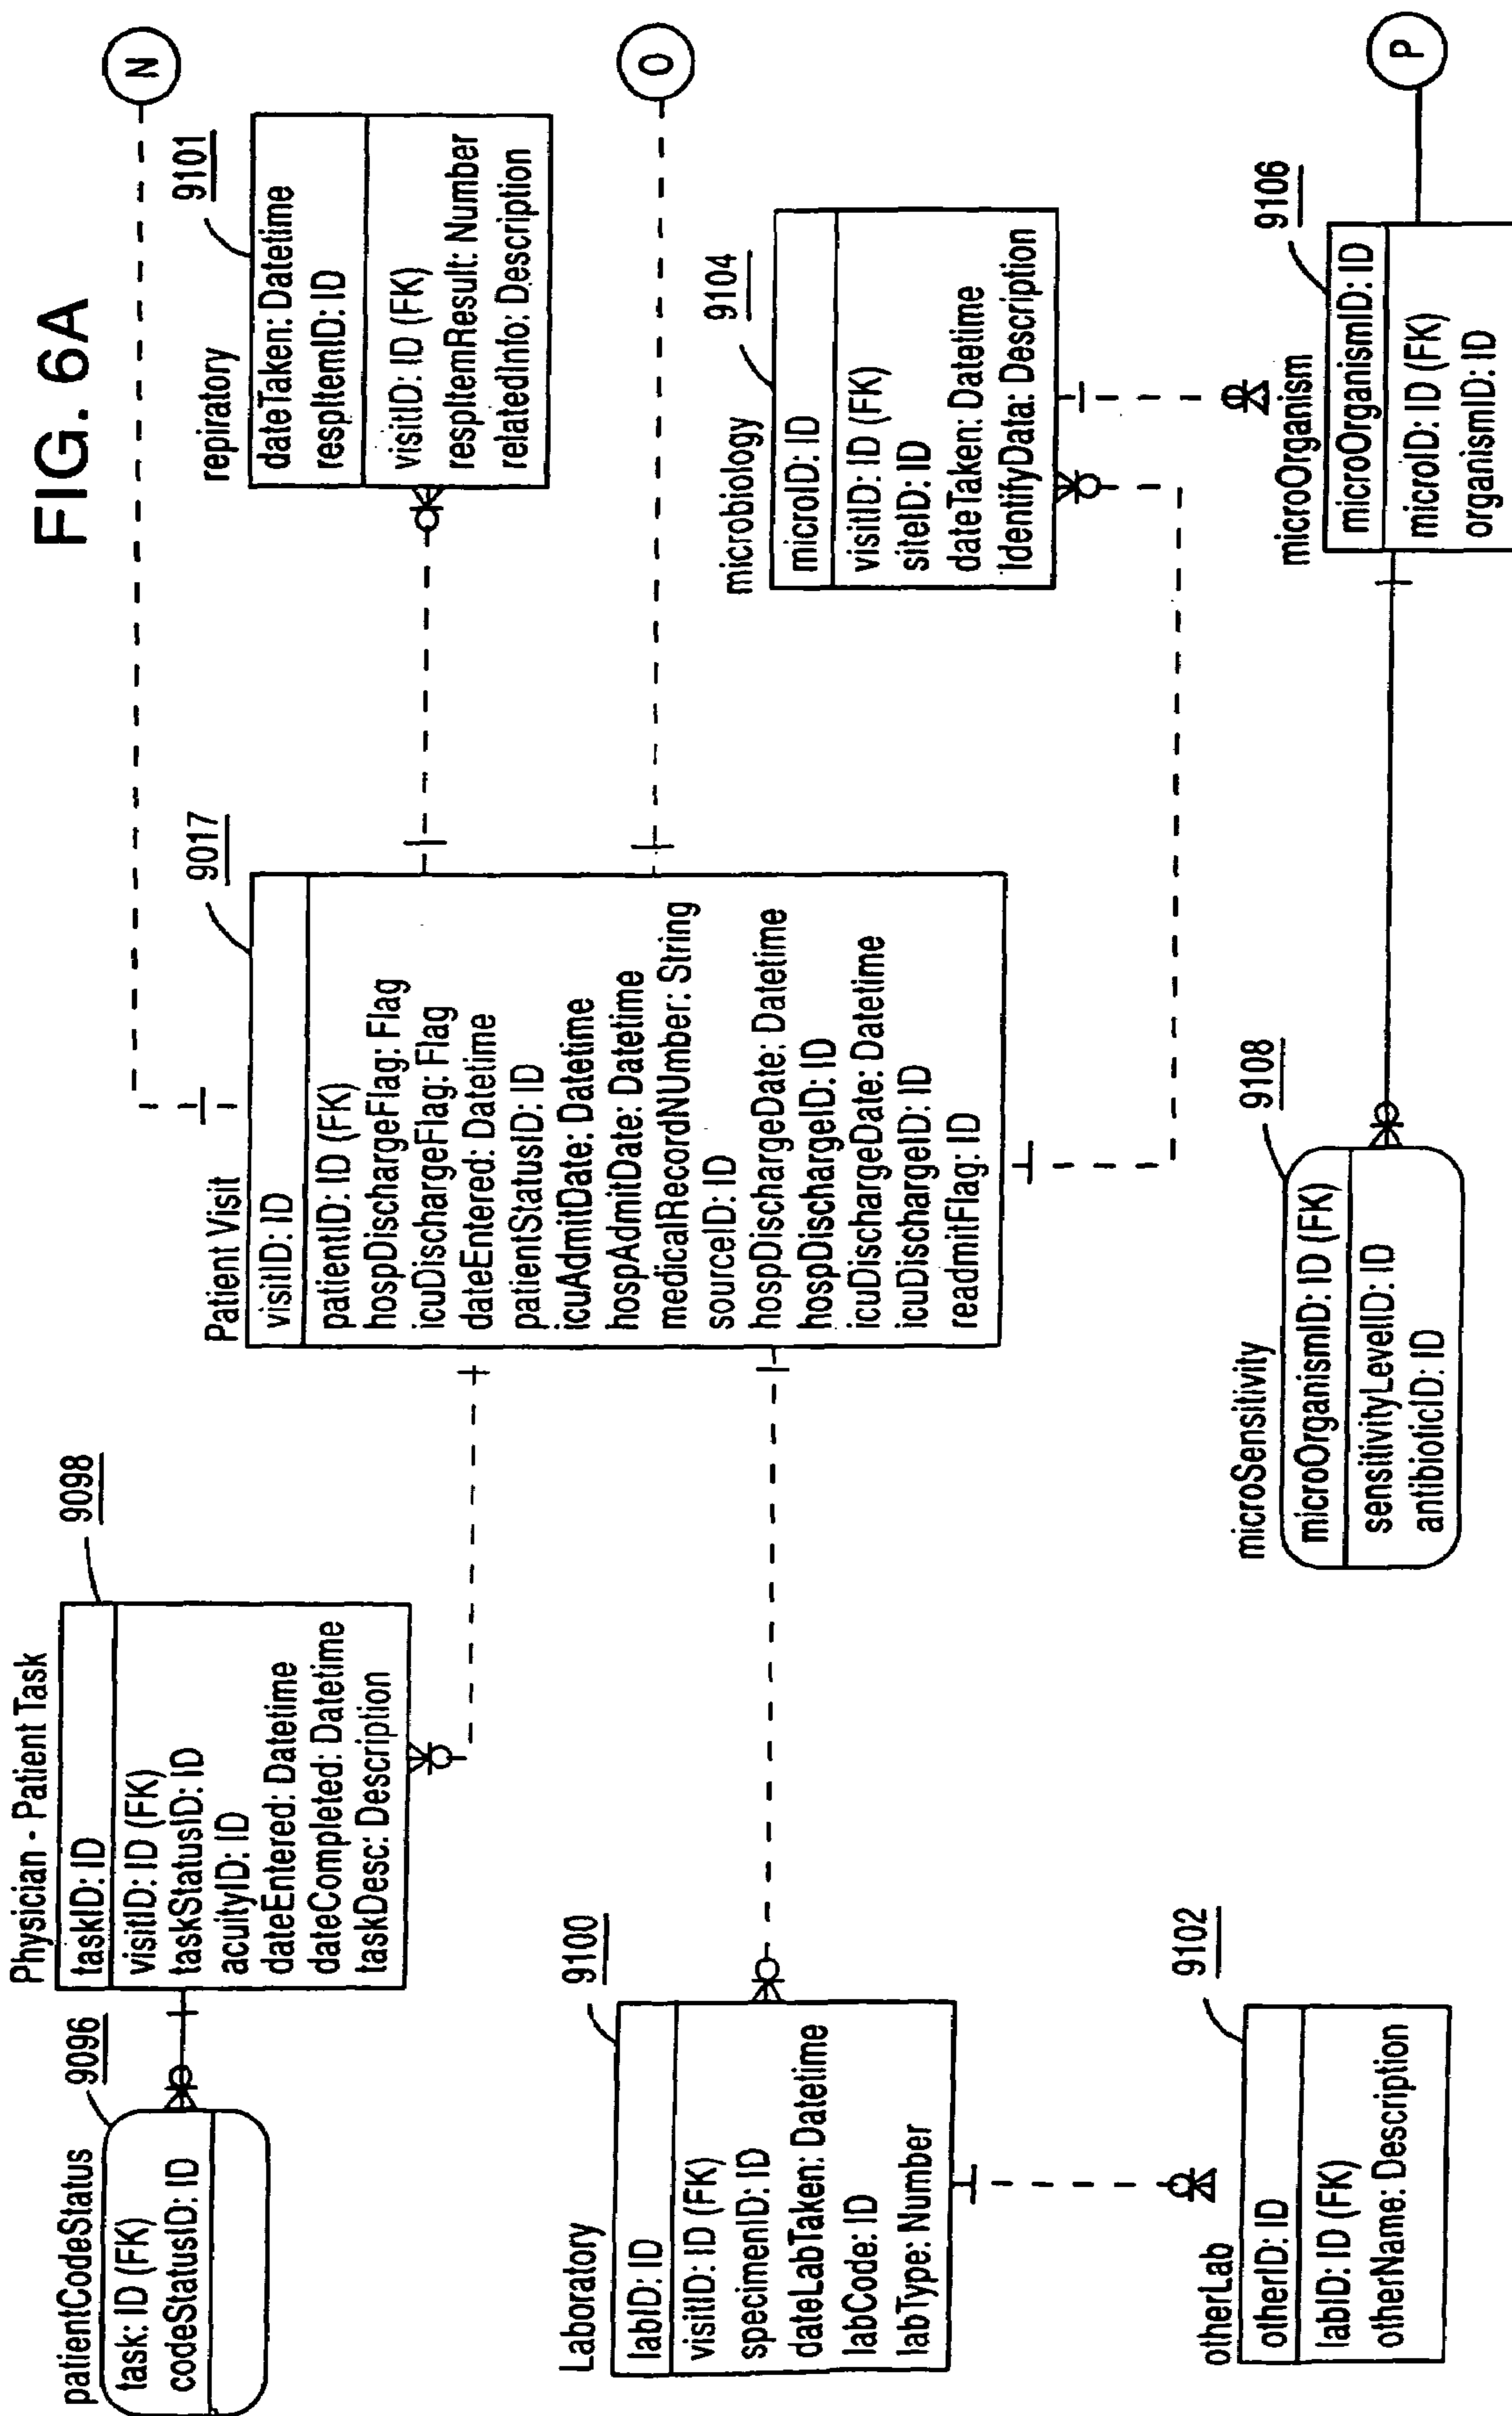 FIG. 6A
patientCodeStatus
9096
task: ID (FK)
codeStatusID: ID
Physician - Patient Task
9098
taskID: ID
visitID: ID (FK)
taskStatusID: ID
acuityID: ID
dateEntered: Datetime
dateCompleted: Datetime
taskDesc: Description
Patient Visit
9017
visitID: ID
patientID: ID (FK)
hospDischargeFlag: Flag
icuDischargeFlag: Flag
dateEntered: Datetime
patientStatusID: ID
icuAdmitDate: Datetime
hospAdmitDate: Datetime
medicalRecordNUmber: String
sourceID: ID
hospDischargeDate: Datetime
hospDischargeID: ID
icuDischargeDate: Datetime
icuDischargeID: ID
readmitFlag: ID
N
repiratory
9101
dateTaken: Datetime
respItemID: ID
visitID: ID (FK)
respItemResult: Number
relatedInfo: Description
O
Laboratory
9100
labID: ID
visitID: ID (FK)
specimenID: ID
dateLabTaken: Datetime
labCode: ID
labType: Number
microbiology
9104
microID: ID
visitID: ID (FK)
siteID: ID
dateTaken: Datetime
IdentifyData: Description
otherLab
9102
otherID: ID
labID: ID (FK)
otherName: Description
microSensitivity
9108
microOrganismID: ID (FK)
sensitivityLevelID: ID
antibioticID: ID
microOrganism
9106
microOrganismID: ID
microID: ID (FK)
organismID: ID
P